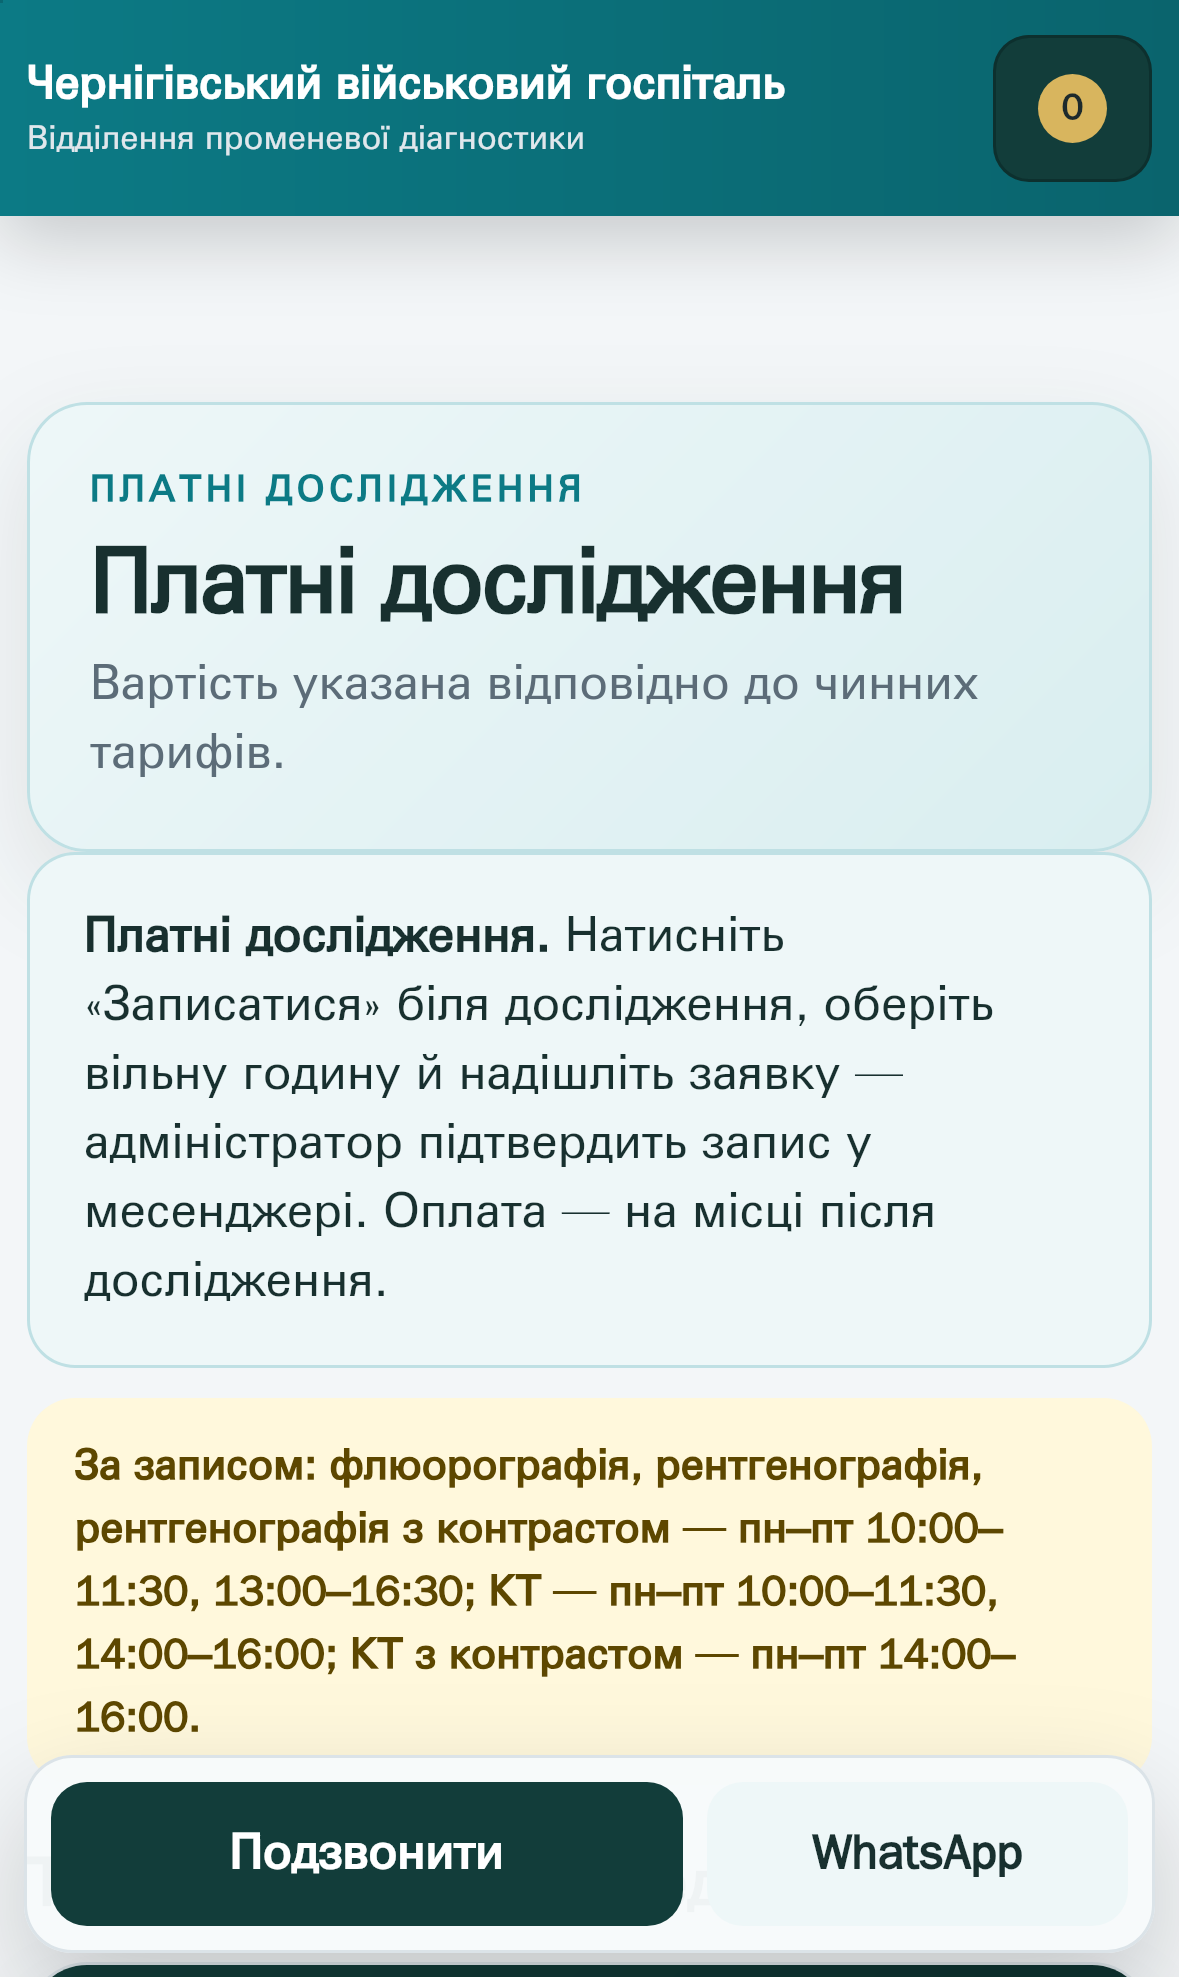 Чернігівський військовий госпіталь
Відділення променевої діагностики
0
ПЛАТНІ ДОСЛІДЖЕННЯ
Платні дослідження
Вартість указана відповідно до чинних
тарифів.
Платні дослідження. Натисніть
«Записатися» біля дослідження, оберіть
вільну годину й надішліть заявку —
адміністратор підтвердить запис у
месенджері. Оплата — на місці після
дослідження.
За записом: флюорографія, рентгенографія,
рентгенографія з контрастом — пн–пт 10:00–
11:30, 13:00–16:30; КТ — пн–пт 10:00–11:30,
14:00–16:00; КТ з контрастом — пн–пт 14:00–
16:00.
Подзвонити
WhatsApp